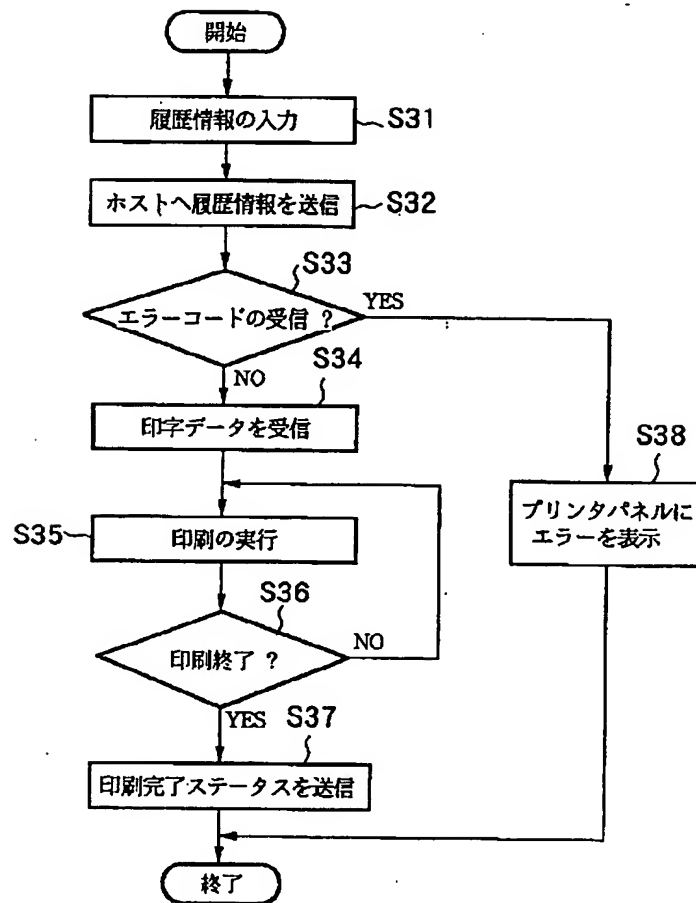 開始
履歴情報の入力
S31
ホストへ履歴情報を送信
S32
S33
エラーコードの受信 ?
YES
NO
S34
印字データを受信
S38
プリンタパネルに
エラーを表示
S35
印刷の実行
S36
印刷終了 ?
NO
YES
S37
印刷完了ステータスを送信
終了